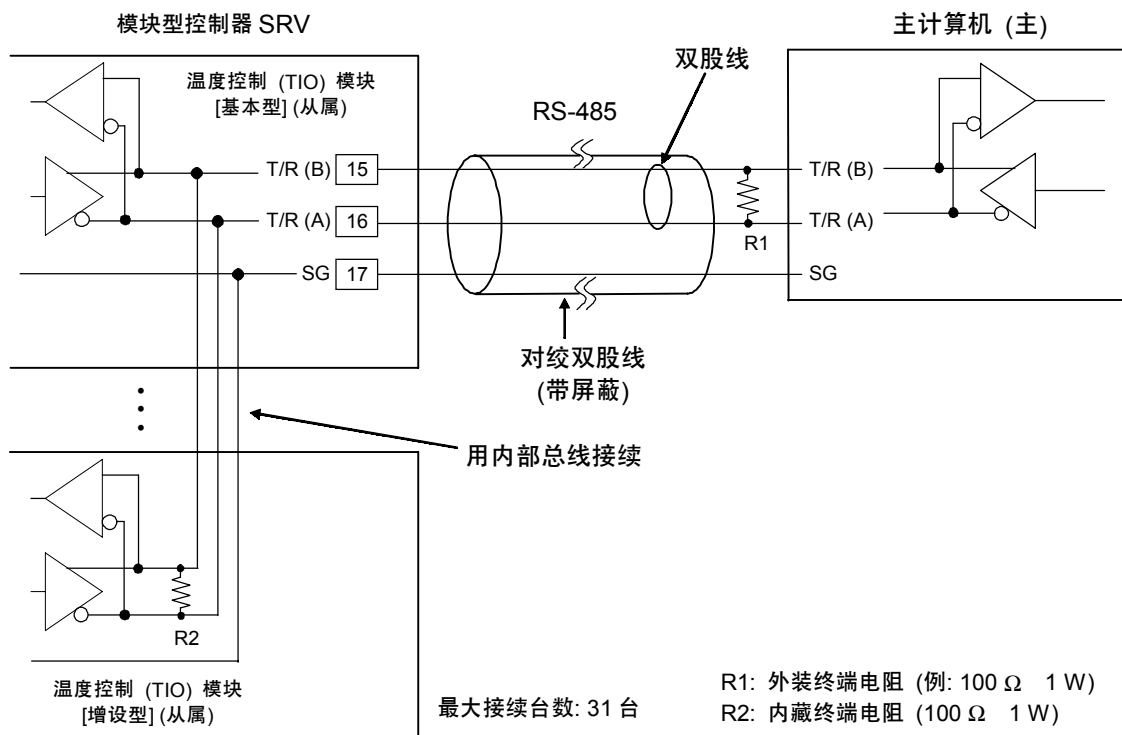 模块型控制器 SRV
主计算机 (主)
温度控制 (TIO) 模块
[基本型] (从属)
双股线
RS-485
T/R (B) 15
T/R (A) 16
SG 17
R1
T/R (B)
T/R (A)
SG
对绞双股线
(带屏蔽)
用内部总线接续
R2
温度控制 (TIO) 模块
[增设型] (从属)
最大接续台数: 31 台
R1: 外装终端电阻 (例: 100 Ω 1 W)
R2: 内藏终端电阻 (100 Ω 1 W)